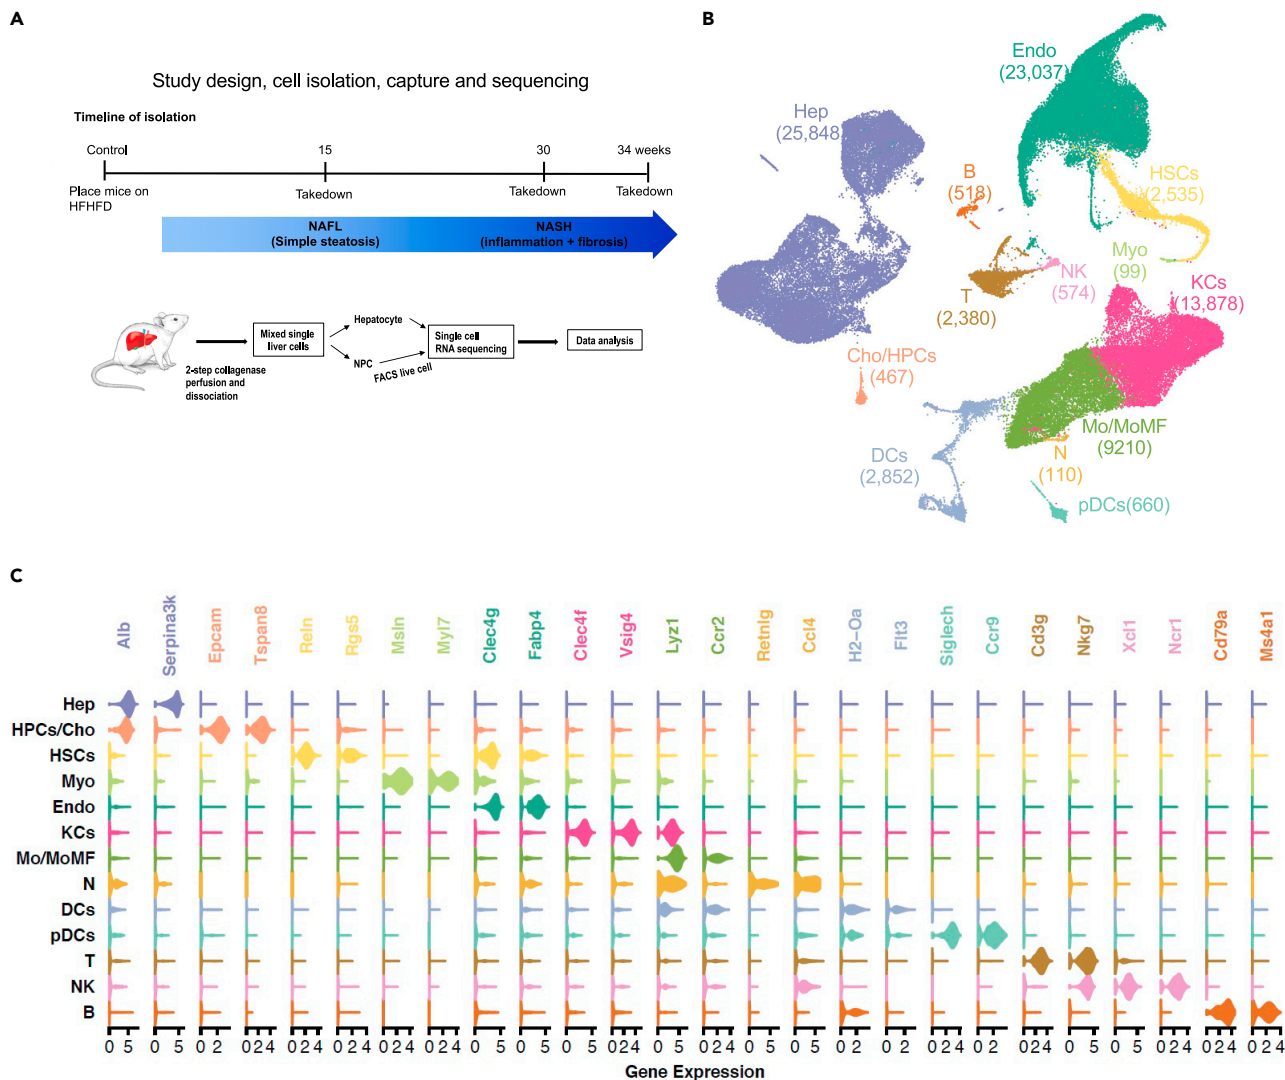 A
Study design, cell isolation, capture and sequencing
Timeline of isolation
Control
15
30
34 weeks
Place mice on
HFHFD
Takedown
Takedown
Takedown
NAFL
(Simple steatosis)
NASH
(inflammation + fibrosis)
2-step collagenase
perfusion and
dissociation
Mixed single
liver cells
Hepatocyte
NPC
FACS live cell
Single cell
RNA sequencing
Data analysis
B
Endo
(23,037)
Hep
(25,848
B
(518)
HSCs
(2,535)
Myo
(99)
NK
(574)
T
(2,380)
KCs
(13,878)
Cho/HPCs
(467)
Mo/MoMF
(9210)
N
(110)
DCs
(2,852)
pDCs(660)
C
Alb
Serpina3k
Epcam
Tspan8
Reln
Rgs5
Msln
Myl7
Clec4g
Fabp4
Clec4f
Vsig4
Lyz1
Ccr2
Retnlg
Ccl4
H2-Oa
Flt3
Siglech
Ccr9
Cd3g
Nkg7
Xcl1
Ncr1
Cd79a
Ms4a1
Hep
HPCs/Cho
HSCs
Myo
Endo
KCs
Mo/MoMF
N
DCs
pDCs
T
NK
B
0 5 0 5 0 2 0 2 4 0 2 4 0 2 4 0 2 4 0 2 4 0 5 0 5 0 5 0 2 4 0 5 0 2 4 0 5 0 5 0 2 0 2 0 2 4 0 2 0 2 4 0 5 0 2 4 0 2 4 0 2 4 0 2 4
Gene Expression